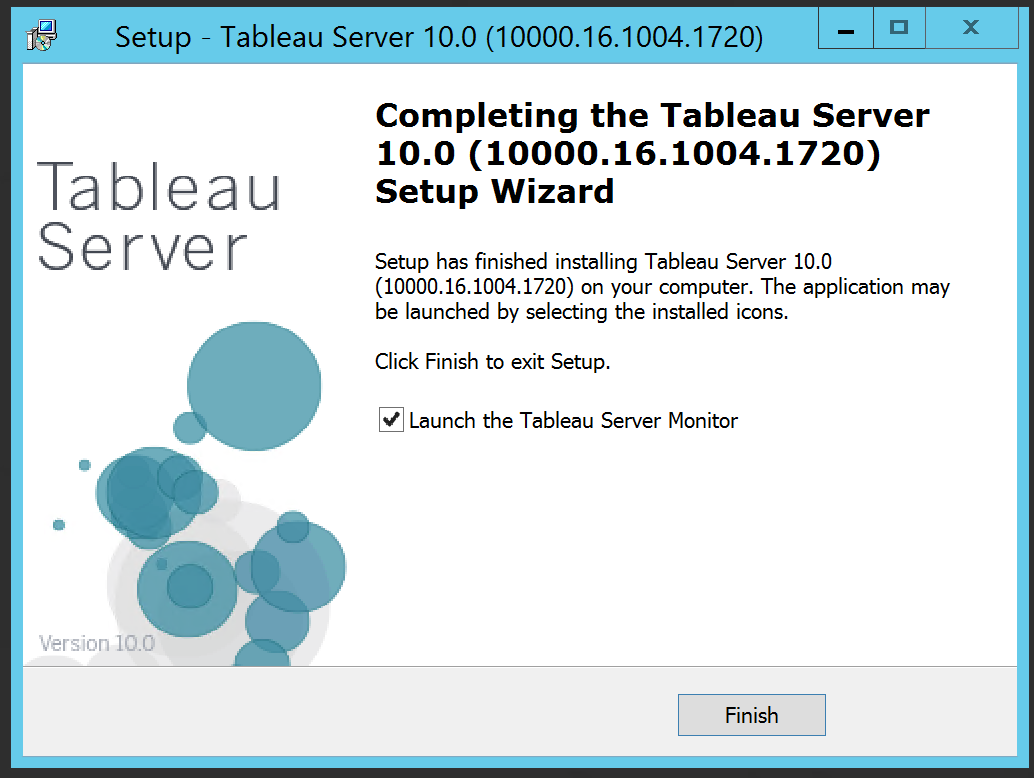 Setup - Tableau Server 10.0 (10000.16.1004.1720)
Tableau
Server
Completing the Tableau Server
10.0 (10000.16.1004.1720)
Setup Wizard
Setup has finished installing Tableau Server 10.0
(10000.16.1004.1720) on your computer. The application may
be launched by selecting the installed icons.
Click Finish to exit Setup.
Launch the Tableau Server Monitor
Version 10.0
Finish